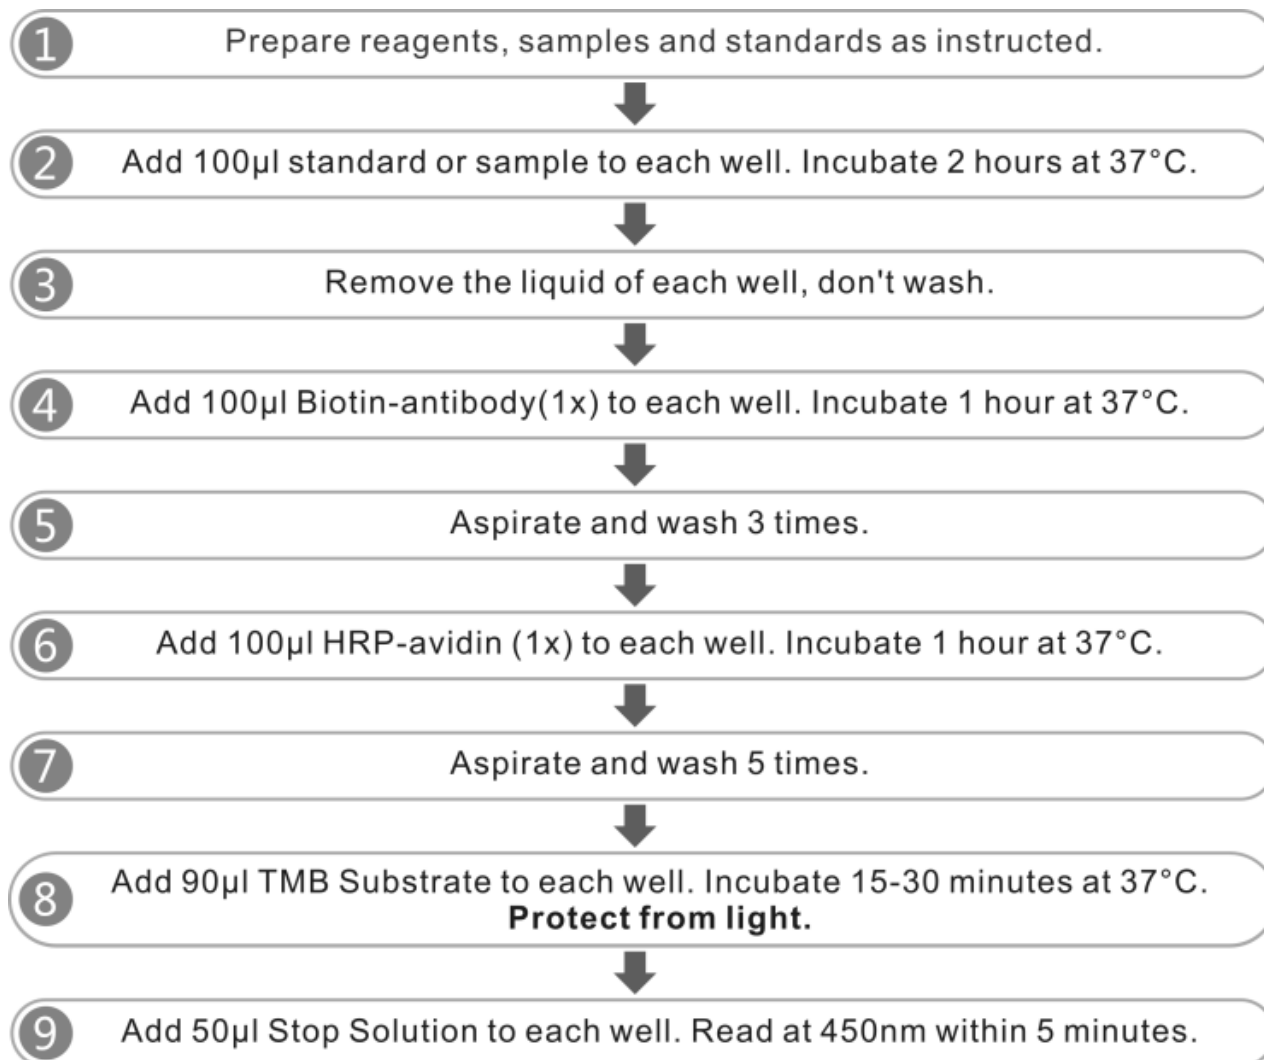 1 Prepare reagents, samples and standards as instructed.
2 Add 100µl standard or sample to each well. Incubate 2 hours at 37°C.
3 Remove the liquid of each well, don't wash.
4 Add 100µl Biotin-antibody(1x) to each well. Incubate 1 hour at 37°C.
5 Aspirate and wash 3 times.
6 Add 100µl HRP-avidin (1x) to each well. Incubate 1 hour at 37°C.
7 Aspirate and wash 5 times.
8 Add 90µl TMB Substrate to each well. Incubate 15-30 minutes at 37°C.
Protect from light.
9 Add 50µl Stop Solution to each well. Read at 450nm within 5 minutes.